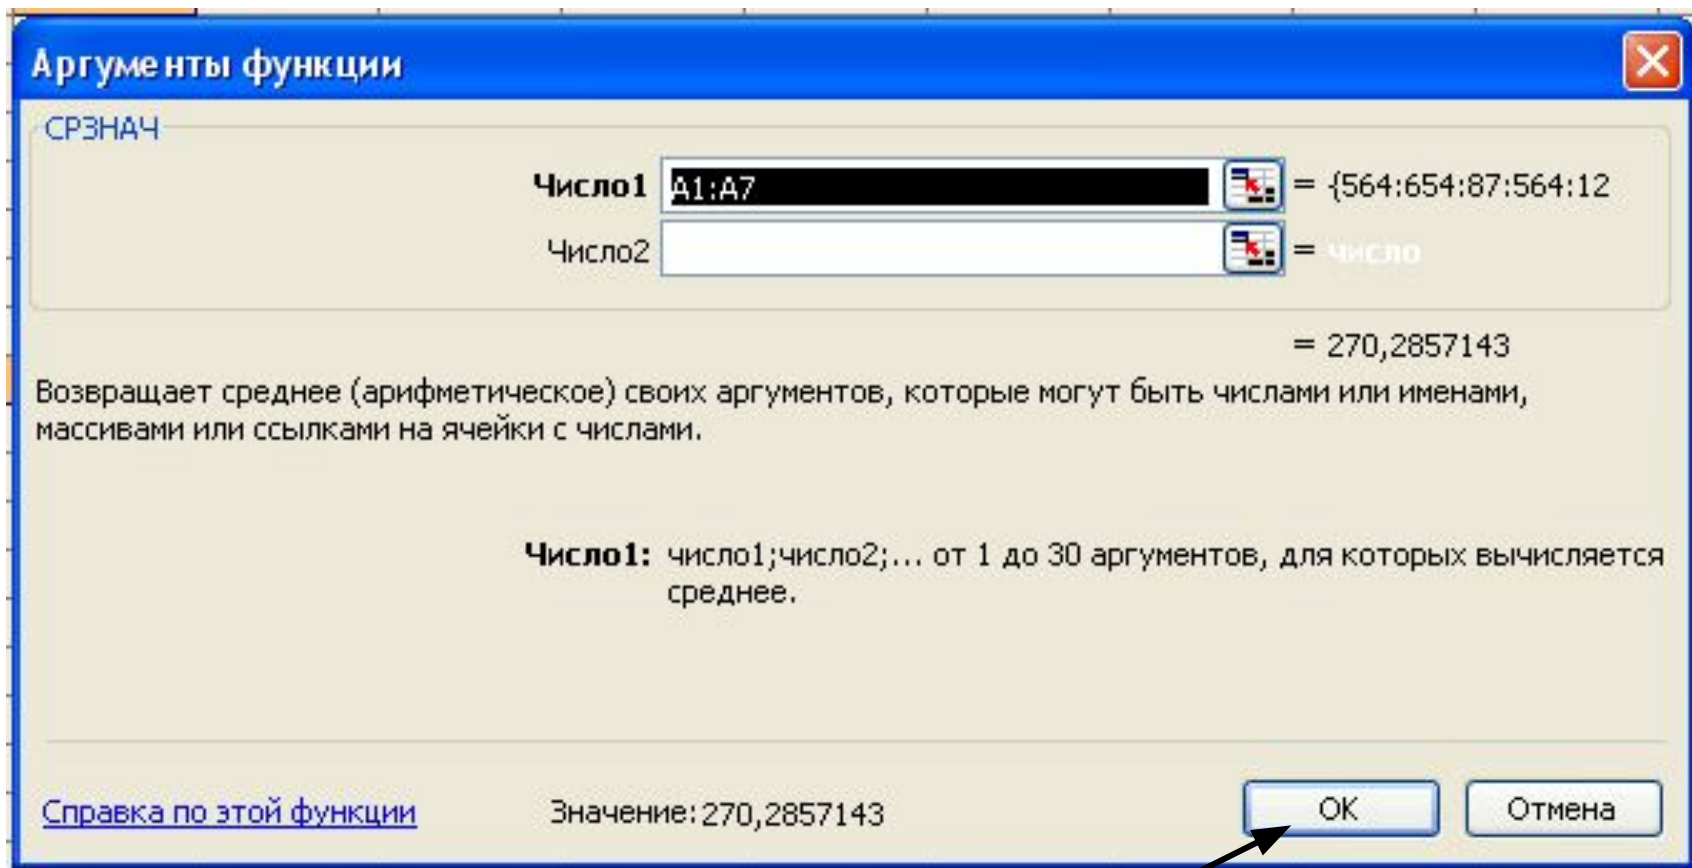 Аргументы функции
СРЗНАЧ
Число1 A1:A7 = {564:654:87:564:12
Число2 = число
= 270,2857143
Возвращает среднее (арифметическое) своих аргументов, которые могут быть числами или именами,
массивами или ссылками на ячейки с числами.
Число1: число1;число2;... от 1 до 30 аргументов, для которых вычисляется
среднее.
Справка по этой функции Значение:270,2857143 ОК Отмена